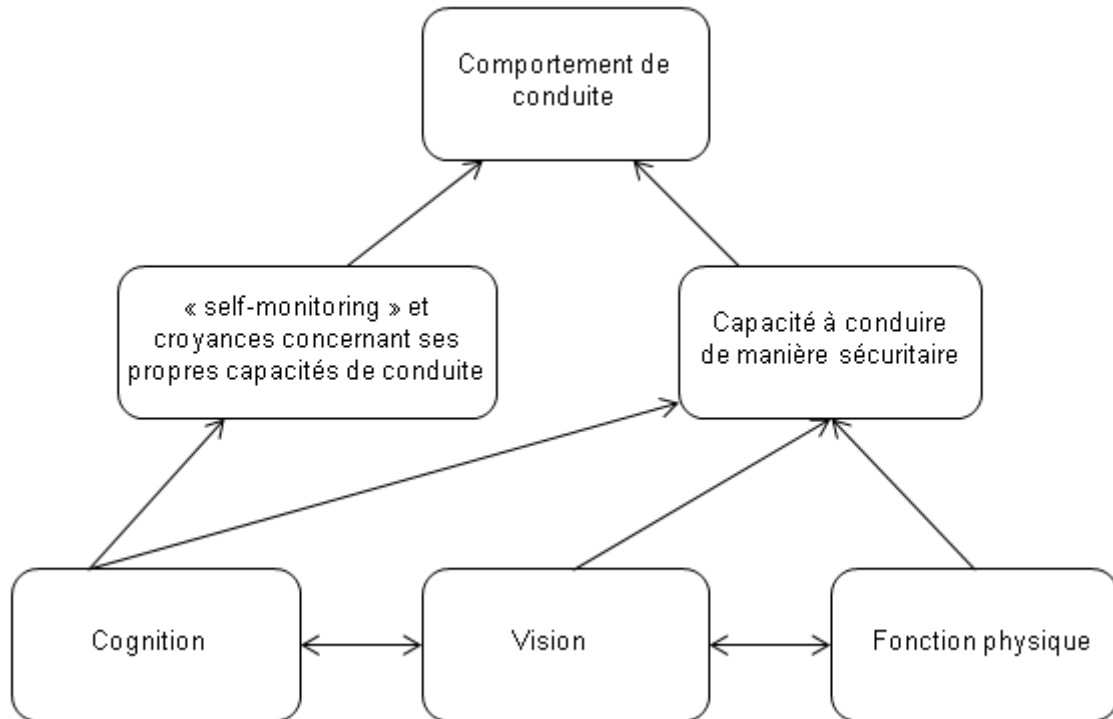 Comportement de
conduite
« self-monitoring » et
croyances concernant ses
propres capacités de conduite
Capacité à conduire
de manière sécuritaire
Cognition
Vision
Fonction physique